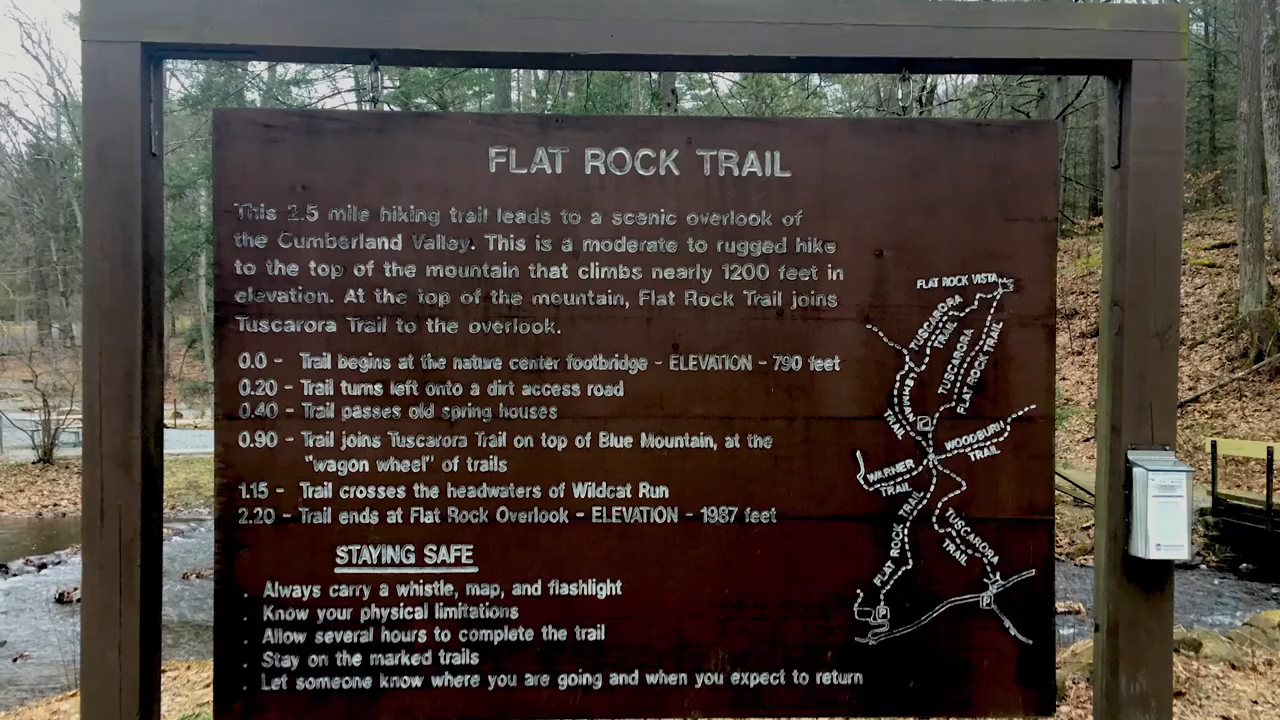 FLAT ROCK TRAIL
This 2.5 mile hiking trail leads to a scenic overlook of
the Cumberland Valley. This is a moderate to rugged hike
to the top of the mountain that climbs nearly 1200 feet in
elevation. At the top of the mountain, Flat Rock Trail joins
Tuscarora Trail to the overlook.
0.0 - Trail begins at the nature center footbridge - ELEVATION - 790 feet
0.20 - Trail turns left onto a dirt access road
0.40 - Trail passes old spring houses
0.90 - Trail joins Tuscarora Trail on top of Blue Mountain, at the
"wagon wheel" of trails
1.15 - Trail crosses the headwaters of Wildcat Run
2.20 - Trail ends at Flat Rock Overlook - ELEVATION - 1987 feet
STAYING SAFE
. Always carry a whistle, map, and flashlight
. Know your physical limitations
. Allow several hours to complete the trail
. Stay on the marked trails
. Let someone know where you are going and when you expect to return
FLAT ROCK VISTA
TUSCARORA
TRAIL
TUSCARORA
FLAT ROCK TRAIL
TRAIL
WOODBURN
TRAIL
WARNER
TRAIL
FLAT ROCK TRAIL
TUSCARORA
TRAIL
P
P